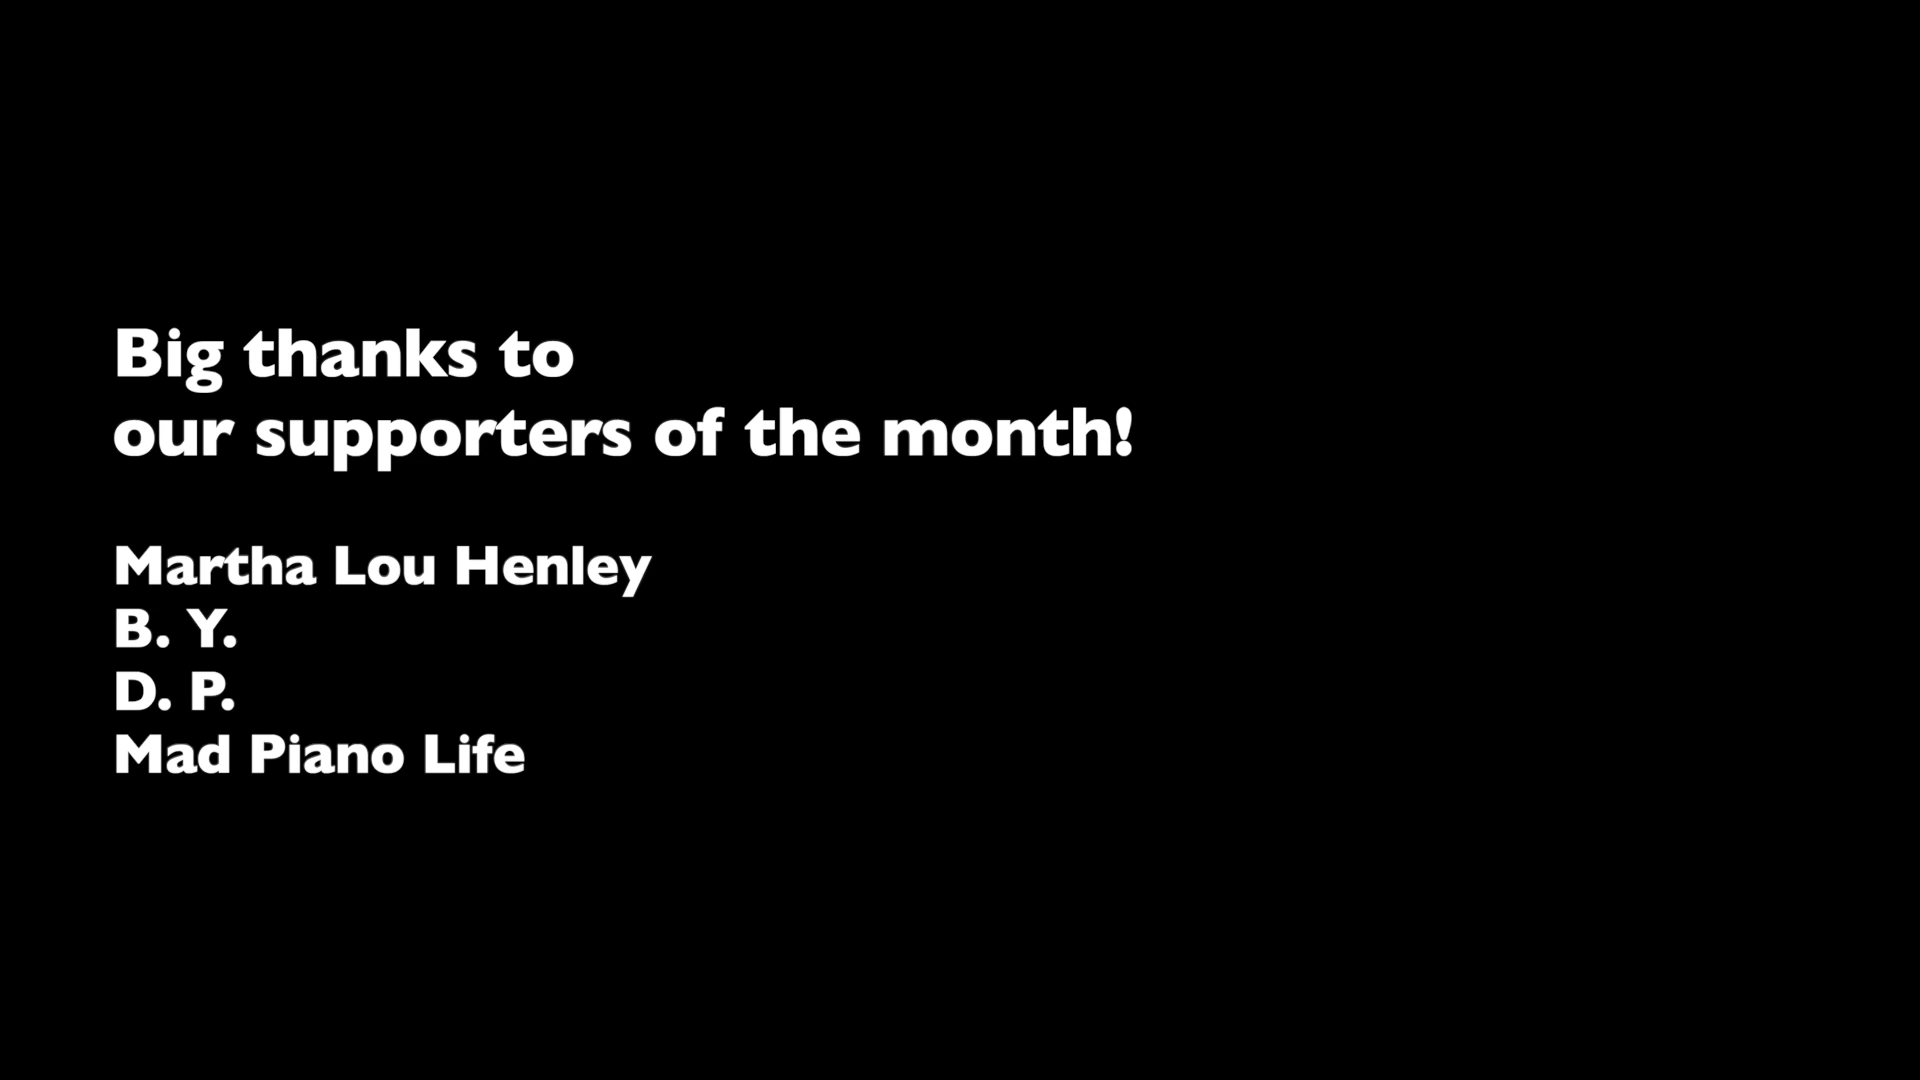 Big thanks to
our supporters of the month!
Martha Lou Henley
B. Y.
D. P.
Mad Piano Life